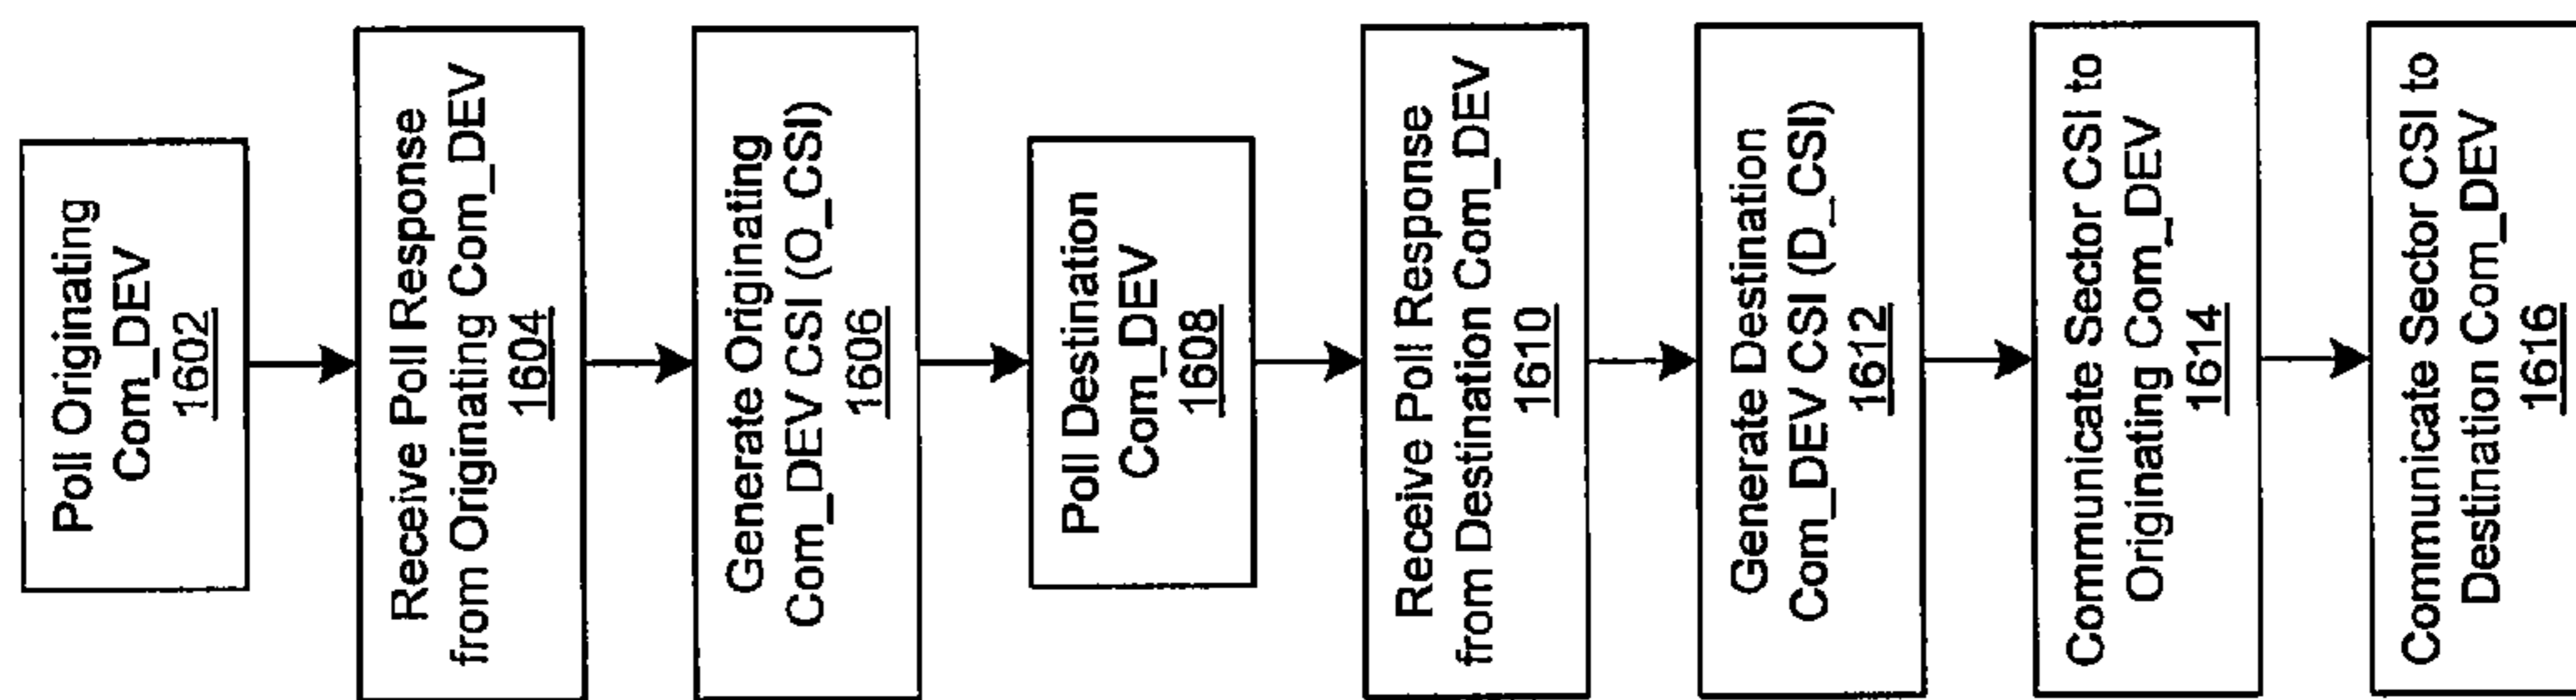 Poll Originating
Com_DEV
1602
Receive Poll Response
from Originating Com_DEV
1604
Generate Originating
Com_DEV CSI (O_CSI)
1606
Poll Destination
Com_DEV
1608
Receive Poll Response
from Destination Com_DEV
1610
Generate Destination
Com_DEV CSI (D_CSI)
1612
Communicate Sector CSI to
Originating Com_DEV
1614
Communicate Sector CSI to
Destination Com_DEV
1616